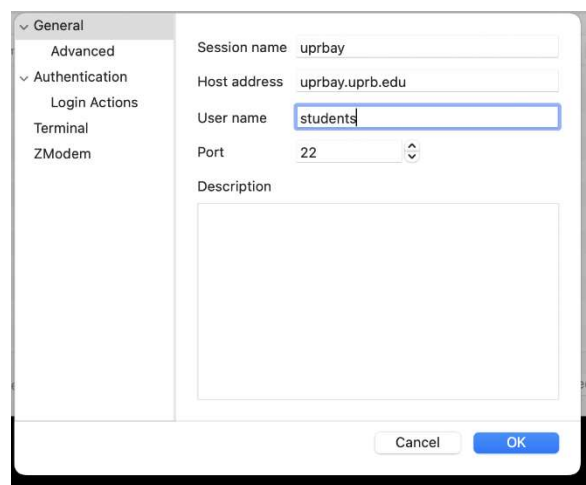 General
Advanced
Authentication
Login Actions
Terminal
ZModem
Session name uprbay
Host address uprbay.uprb.edu
User name students
Port 22
Description
Cancel OK